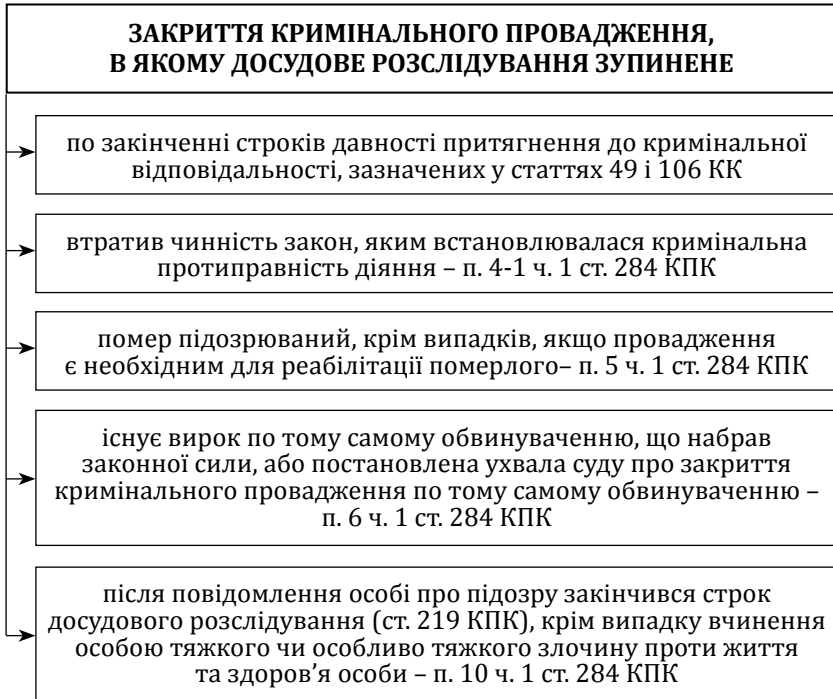 ЗАКРИТТЯ КРИМІНАЛЬНОГО ПРОВАДЖЕННЯ,
В ЯКОМУ ДОСУДОВЕ РОЗСЛІДУВАННЯ ЗУПИНЕНЕ
по закінченні строків давності притягнення до кримінальної
відповідальності, зазначених у статтях 49 і 106 КК
втратив чинність закон, яким встановлювалася кримінальна
протиправність діяння – п. 4-1 ч. 1 ст. 284 КПК
помер підозрюваний, крім випадків, якщо провадження
є необхідним для реабілітації померлого– п. 5 ч. 1 ст. 284 КПК
існує вирок по тому самому обвинуваченню, що набрав
законної сили, або постановлена ухвала суду про закриття
кримінального провадження по тому самому обвинуваченню –
п. 6 ч. 1 ст. 284 КПК
після повідомлення особі про підозру закінчився строк
досудового розслідування (ст. 219 КПК), крім випадку вчинення
особою тяжкого чи особливо тяжкого злочину проти життя
та здоров’я особи – п. 10 ч. 1 ст. 284 КПК